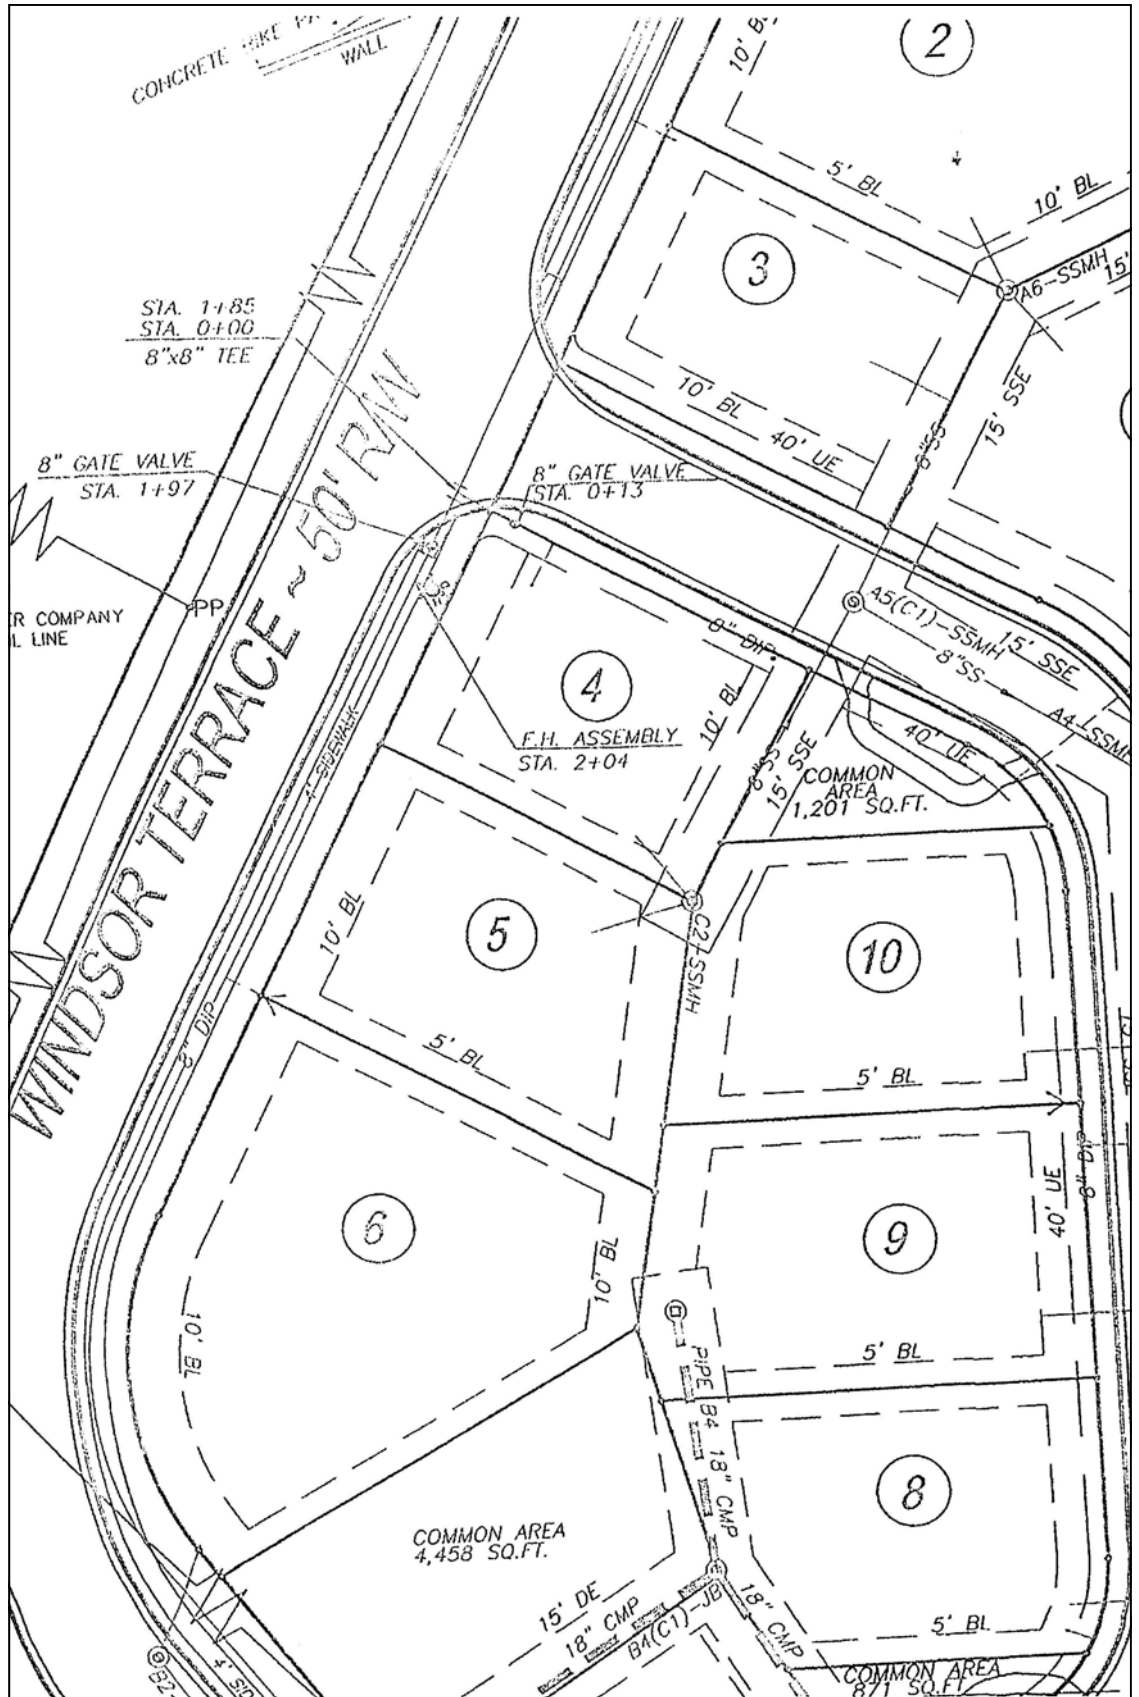 CONCRETE BIKE
WALL
10'
2
5' BL
10' BL
3
A6-SSMH
15'
STA. 1+85
STA. 0+00
8"x8" TEE
10' BL
40' UE
8"SS
15' SSE
8" GATE VALVE
STA. 1+97
8" GATE VALVE
STA. 0+13
WINDSOR TERRACE ~ 50' R/W
PP
ER COMPANY
L LINE
A5(C1)-SSMH
15' SSE
8"SS
A4-SSMH
8" DIP
4
10' BL
F.H. ASSEMBLY
STA. 2+04
4' SIDEWALK
8"SS
15' SSE
40' UE
COMMON
AREA
1,201 SQ.FT.
10' BL
5
C2-SSMH
10
8" DIP
5' BL
5' BL
6
10' BL
10' BL
9
40' UE
8" DIP
5' BL
PIPE B4 18" CMP
8
COMMON AREA
4,458 SQ.FT.
15' DE
18" CMP
B4(C1)-JB
18" CMP
5' BL
COMMON AREA
871 SQ.FT.
B2
4'